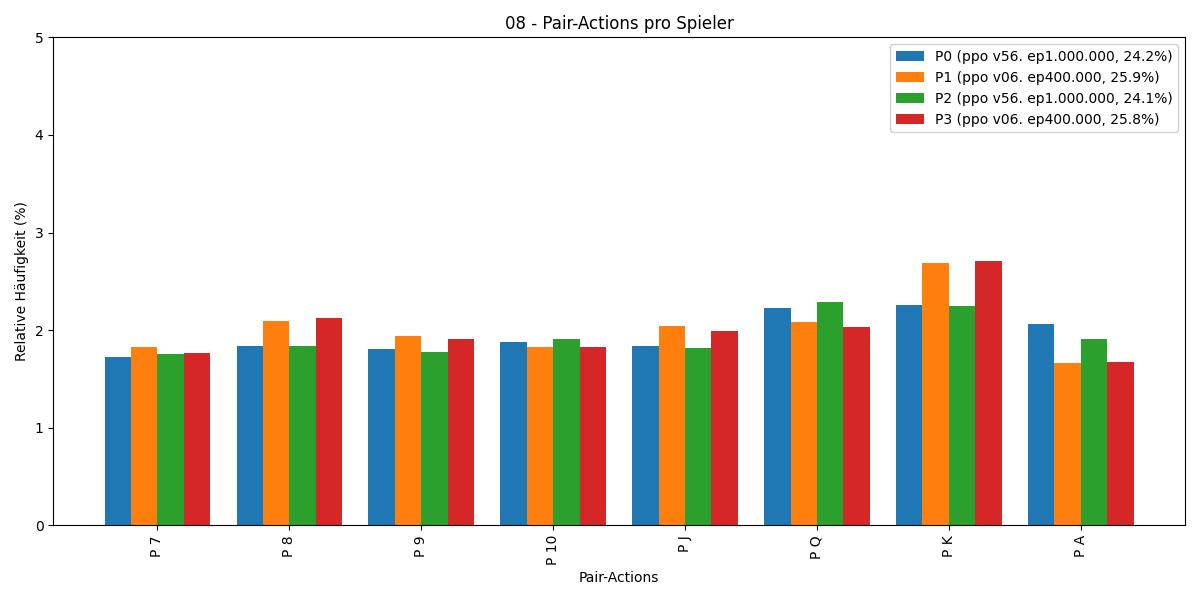 08 - Pair-Actions pro Spieler
P0 (ppo v56. ep1.000.000, 24.2%)
P1 (ppo v06. ep400.000, 25.9%)
P2 (ppo v56. ep1.000.000, 24.1%)
P3 (ppo v06. ep400.000, 25.8%)
Relative Häufigkeit (%)
5
4
3
2
1
0
P 7
P 8
P 9
P 10
P J
P Q
P K
P A
Pair-Actions